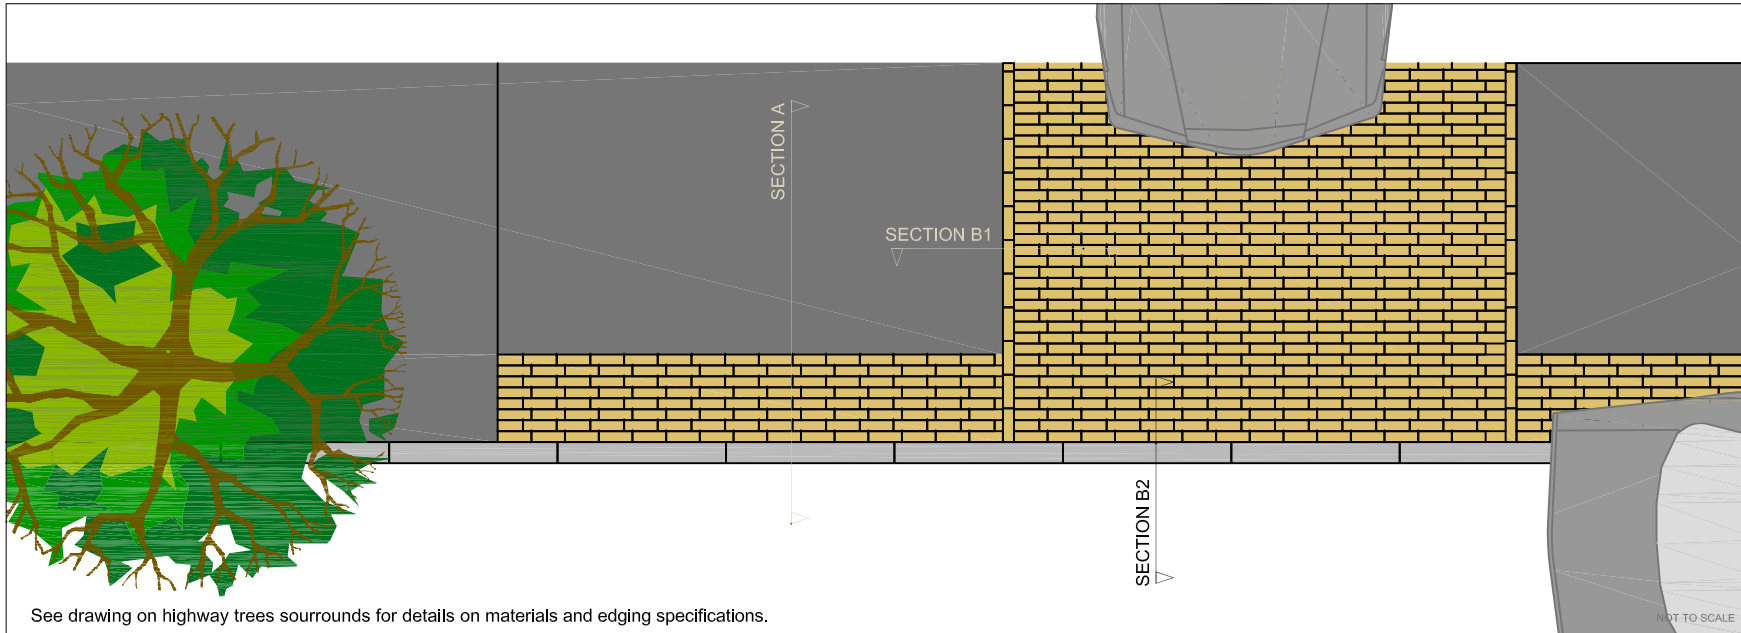 SECTION A
SECTION B1
SECTION B2
See drawing on highway trees sourrounds for details on materials and edging specifications.
NOT TO SCALE